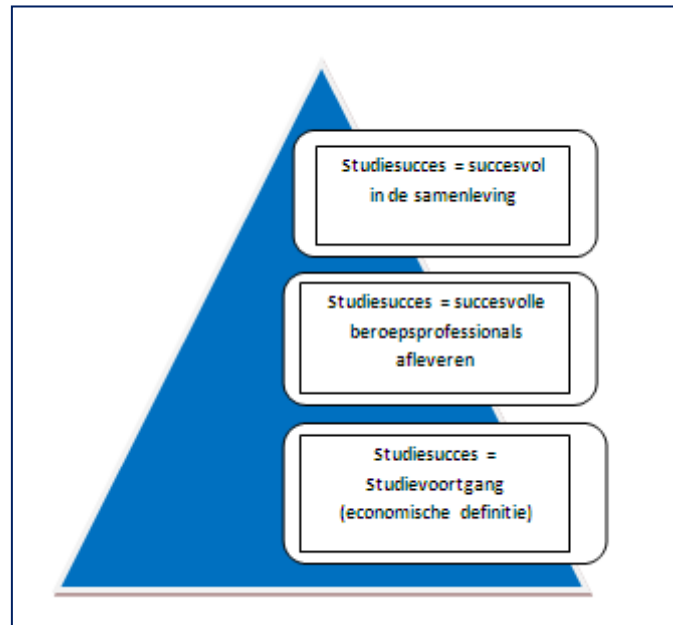 Studiesucces = succesvol
in de samenleving
Studiesucces = succesvolle
beroepsprofessionals
afleveren
Studiesucces =
Studievoortgang
(economische definitie)